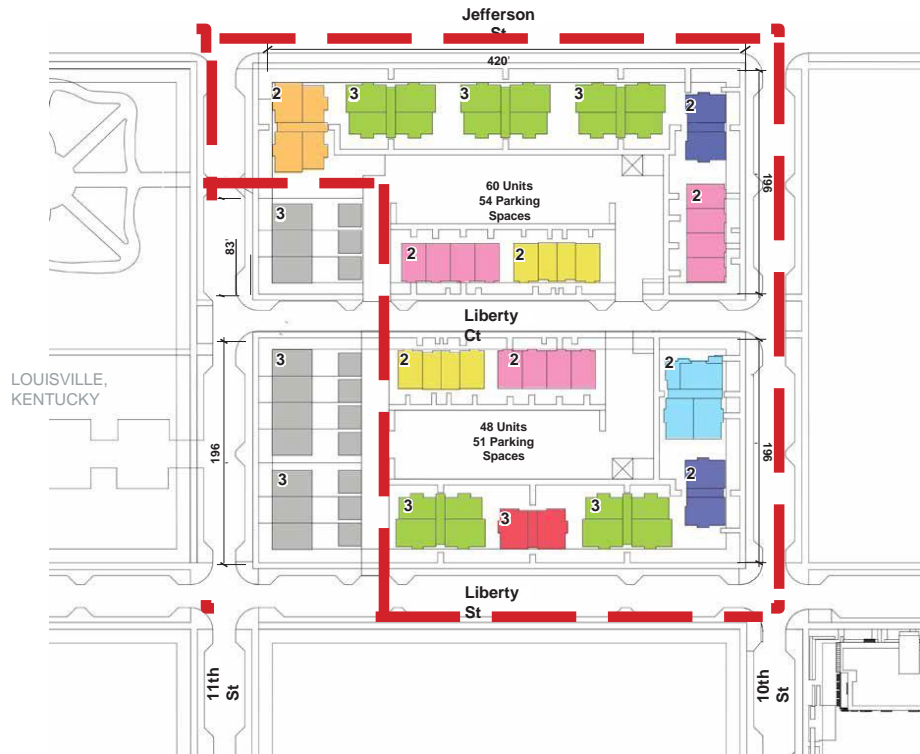 Jefferson
St
420'
2
3
3
3
2
196
60 Units
54 Parking
Spaces
2
3
83'
2
2
Liberty
Ct
LOUISVILLE,
KENTUCKY
3
2
2
2
196
48 Units
51 Parking
Spaces
196
3
2
3
3
3
Liberty
St
11th
St
10th
St